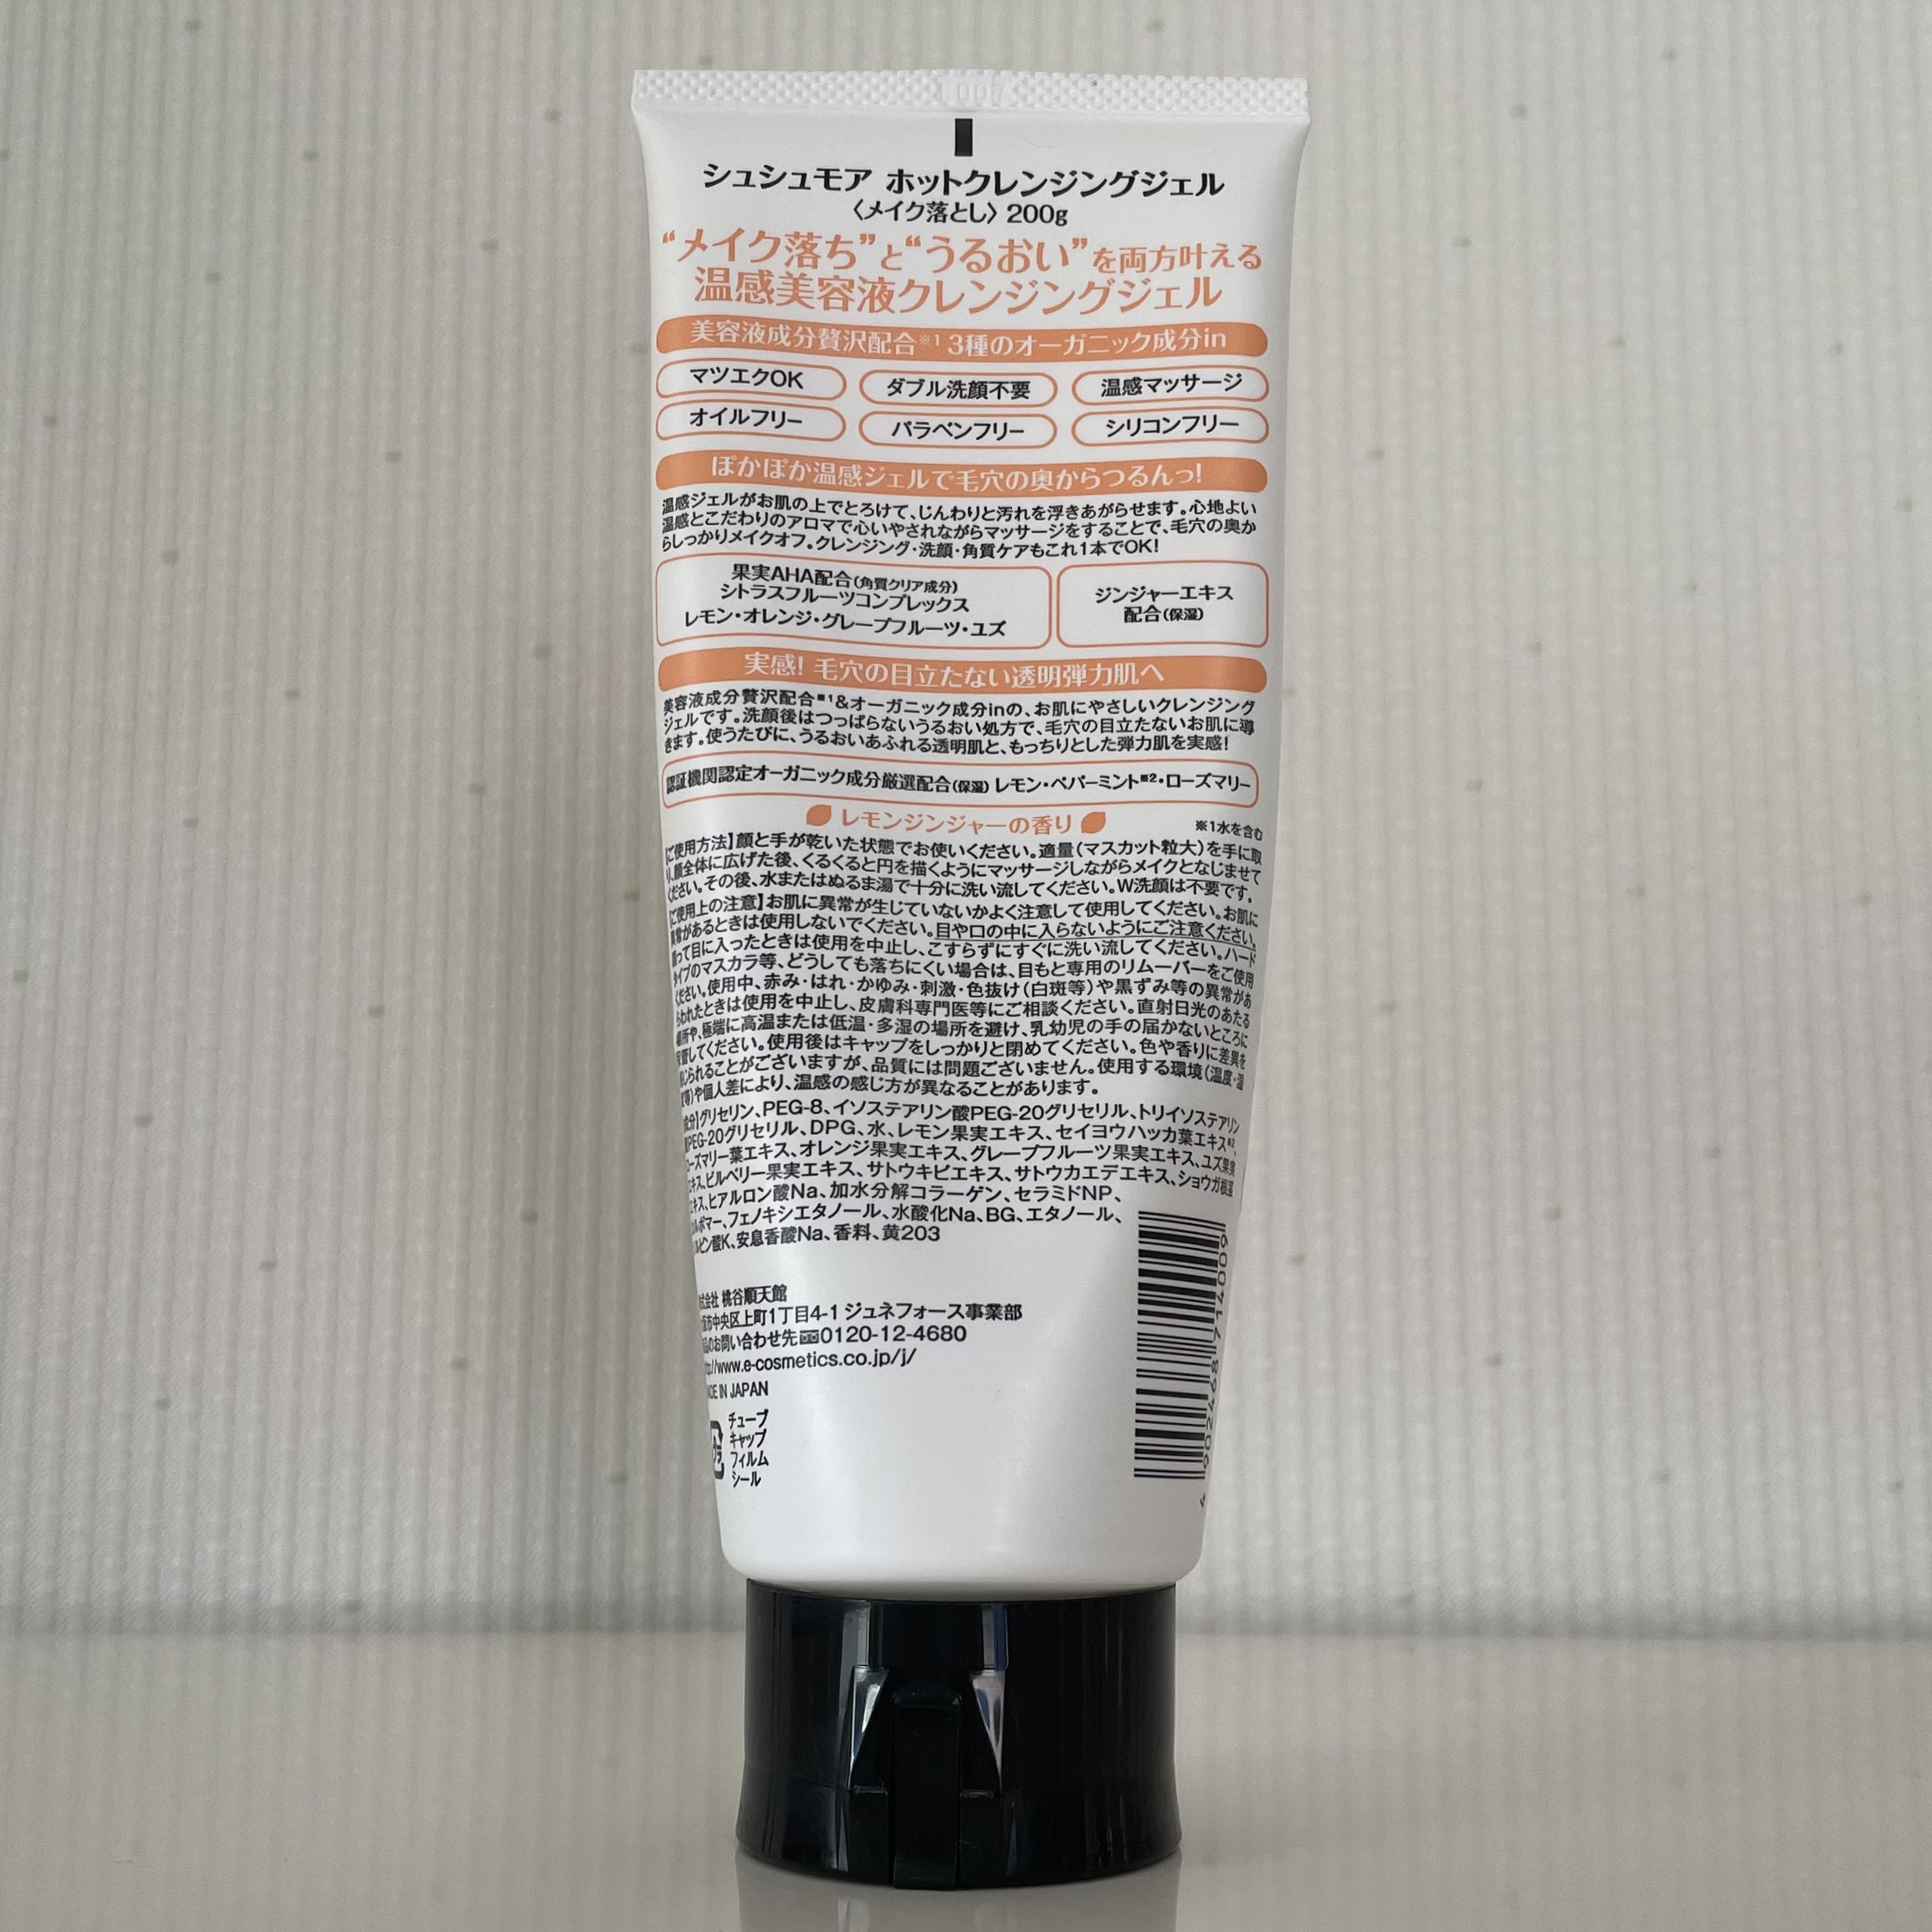 シュシュモア ホットクレンジングジェル
〈メイク落とし〉200g
“メイク落ち”と“うるおい”を両方叶える
温感美容液クレンジングジェル
美容液成分贅沢配合※1 3種のオーガニック成分in
マツエクOK ダブル洗顔不要 温感マッサージ
オイルフリー パラベンフリー シリコンフリー
ぽかぽか温感ジェルで毛穴の奥からつるんっ!
温感ジェルがお肌の上でとろけて、じんわりと汚れを浮きあがらせます。心地よい
温感とこだわりのアロマで心いやされながらマッサージをすることで、毛穴の奥か
らしっかりメイクオフ。クレンジング・洗顔・角質ケアもこれ1本でOK!
果実AHA配合(角質クリア成分)
シトラスフルーツコンプレックス
レモン・オレンジ・グレープフルーツ・ユズ
ジンジャーエキス
配合(保湿)
実感! 毛穴の目立たない透明弾力肌へ
美容液成分贅沢配合※1&オーガニック成分inの、お肌にやさしいクレンジング
ジェルです。洗顔後はつっぱらないうるおい処方で、毛穴の目立たないお肌に導
きます。使うたびに、うるおいあふれる透明肌と、もっちりとした弾力肌を実感!
認証機関認定オーガニック成分厳選配合(保湿) レモン・ペパーミント※2・ローズマリー
レモンジンジャーの香り
※1水を含む
【ご使用方法】顔と手が乾いた状態でお使いください。適量(マスカット粒大)を手に取
り、顔全体に広げた後、くるくると円を描くようにマッサージしながらメイクとなじませて
ください。その後、水またはぬるま湯で十分に洗い流してください。W洗顔は不要です。
【ご使用上の注意】お肌に異常が生じていないかよく注意して使用してください。お肌に
異常があるときは使用しないでください。目や口の中に入らないようにご注意ください。
って目に入ったときは使用を中止し、こすらずにすぐに洗い流してください。ハード
タイプのマスカラ等、どうしても落ちにくい場合は、目もと専用のリムーバーをご使用
ください。使用中、赤み・はれ・かゆみ・刺激・色抜け(白斑等)や黒ずみ等の異常があ
らわれたときは使用を中止し、皮膚科専門医等にご相談ください。直射日光のあたる
場所や、極端に高温または低温・多湿の場所を避け、乳幼児の手の届かないところに
保管してください。使用後はキャップをしっかりと閉めてください。色や香りに差異を
じられることがございますが、品質には問題ございません。使用する環境(温度・湿
度等)や個人差により、温感の感じ方が異なることがあります。
成分】グリセリン、PEG-8、イソステアリン酸PEG-20グリセリル、トリイソステアリン
酸PEG-20グリセリル、DPG、水、レモン果実エキス、セイヨウハッカ葉エキス※2、
ローズマリー葉エキス、オレンジ果実エキス、グレープフルーツ果実エキス、ユズ果実
エキス、ビルベリー果実エキス、サトウキビエキス、サトウカエデエキス、ショウガ根茎
エキス、ヒアルロン酸Na、加水分解コラーゲン、セラミドNP、
ルボマー、フェノキシエタノール、水酸化Na、BG、エタノール、
ルビン酸K、安息香酸Na、香料、黄203
式会社 桃谷順天館
阪市中央区上町1丁目4-1 ジュネフォース事業部
品のお問い合わせ先 0120-12-4680
tp://www.e-cosmetics.co.jp/j/
MADE IN JAPAN
プラ
チューブ
キャップ
フィルム
シール
4 902468 714009